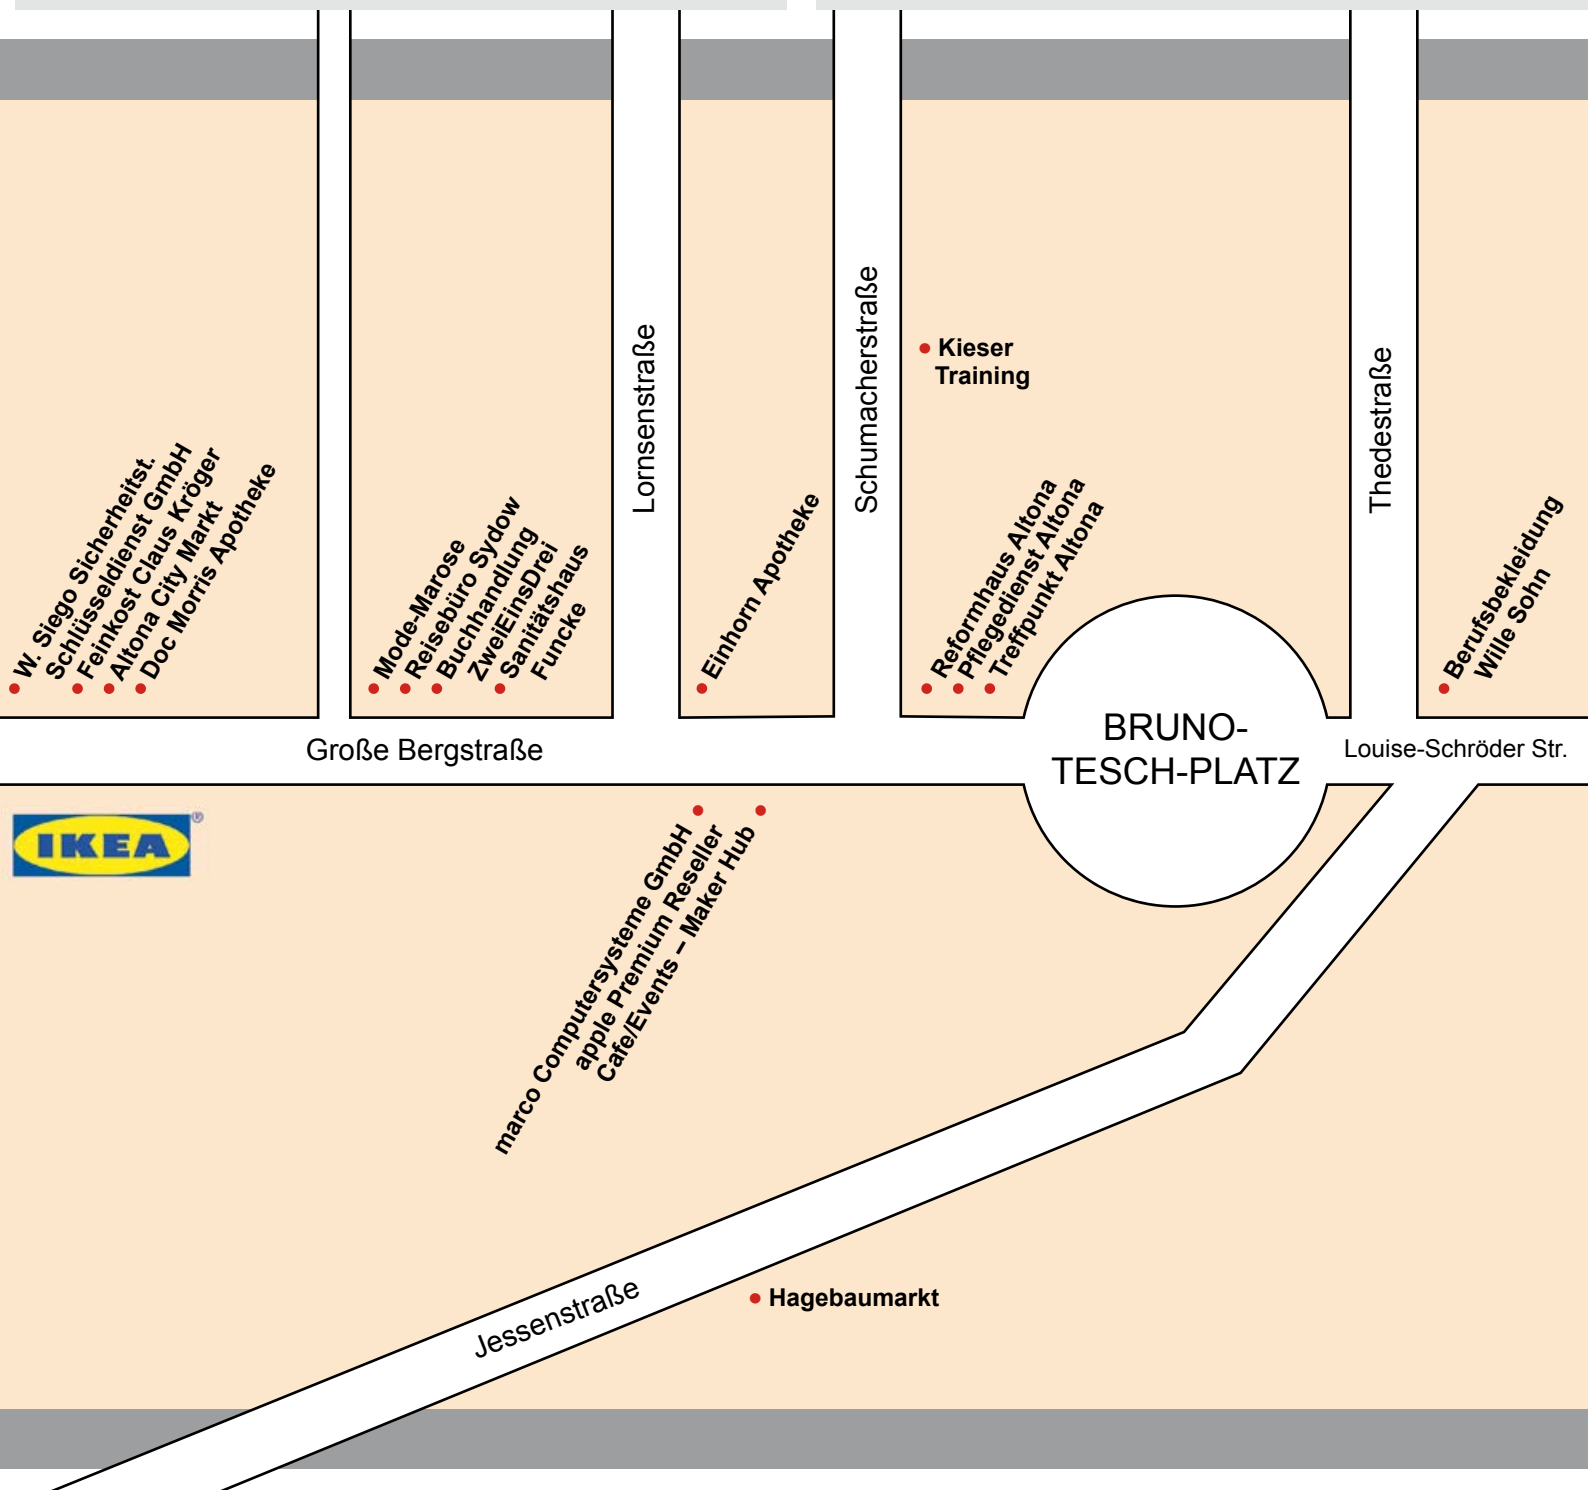 Lornsenstraße
Schumacherstraße
Thedestraße
Kieser
Training
W. Siego Sicherheitst.
Schlüsseldienst GmbH
Feinkost Claus Kröger
Altona City Markt
Doc Morris Apotheke
Mode-Marose
Reisebüro Sydow
Buchhandlung
ZweiEinsDrei
Sanitätshaus
Funcke
Einhorn Apotheke
Reformhaus Altona
Pflegedienst Altona
Treffpunkt Altona
Berufsbekleidung
Wille Sohn
Große Bergstraße
BRUNO-
TESCH-PLATZ
Louise-Schröder Str.
IKEA®
marco Computersysteme GmbH
apple Premium Reseller
Cafe/Events – Maker Hub
Jessenstraße
Hagebaumarkt